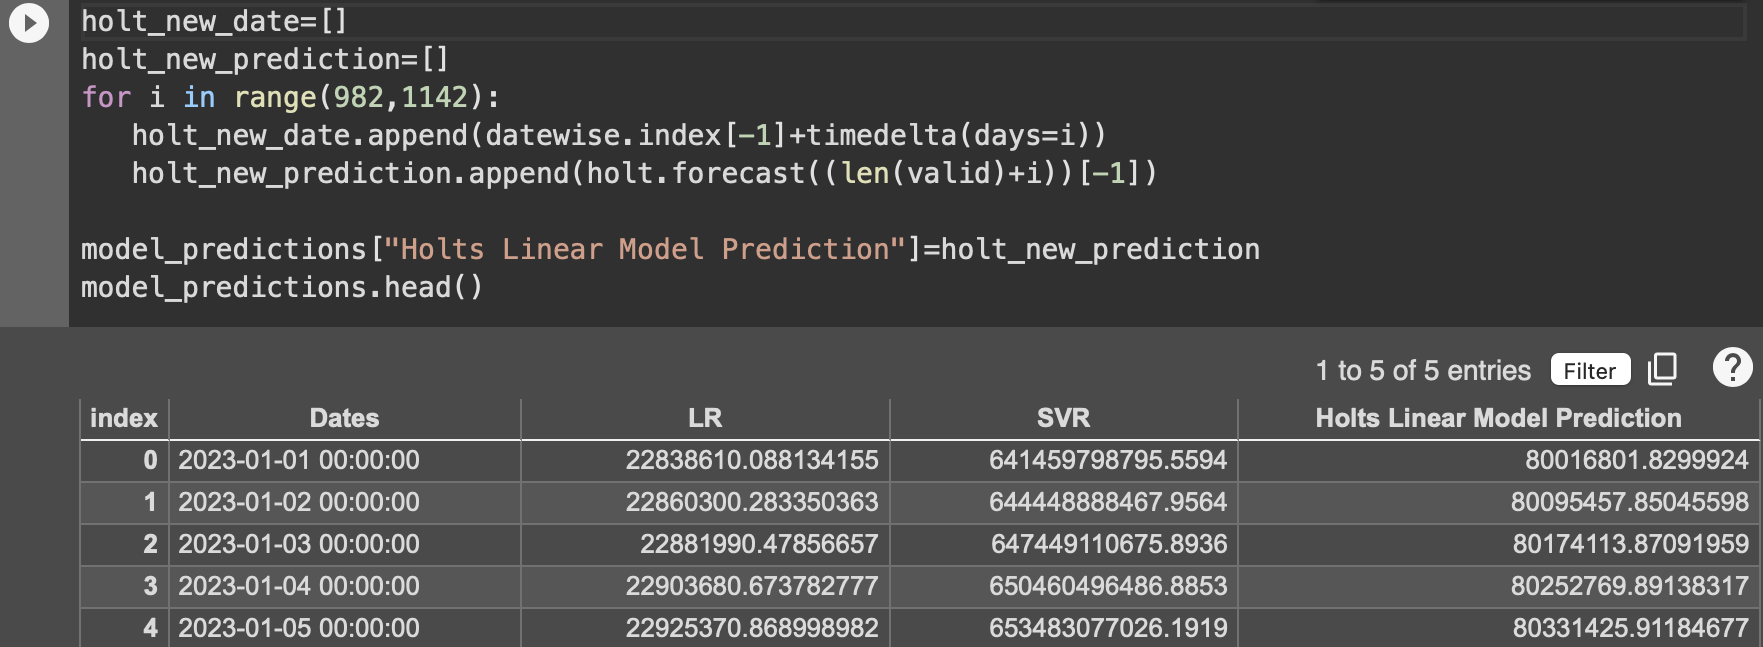 holt_new_date=[]
holt_new_prediction=[]
for i in range(982,1142):
   holt_new_date.append(datewise.index[-1]+timedelta(days=i))
   holt_new_prediction.append(holt.forecast((len(valid)+i))[-1])
model_predictions["Holts Linear Model Prediction"]=holt_new_prediction
model_predictions.head()
1 to 5 of 5 entries Filter ?
index Dates LR SVR Holts Linear Model Prediction
0 2023-01-01 00:00:00 22838610.088134155 641459798795.5594 80016801.8299924
1 2023-01-02 00:00:00 22860300.283350363 644448888467.9564 80095457.85045598
2 2023-01-03 00:00:00 22881990.47856657 647449110675.8936 80174113.87091959
3 2023-01-04 00:00:00 22903680.673782777 650460496486.8853 80252769.89138317
4 2023-01-05 00:00:00 22925370.868998982 653483077026.1919 80331425.91184677